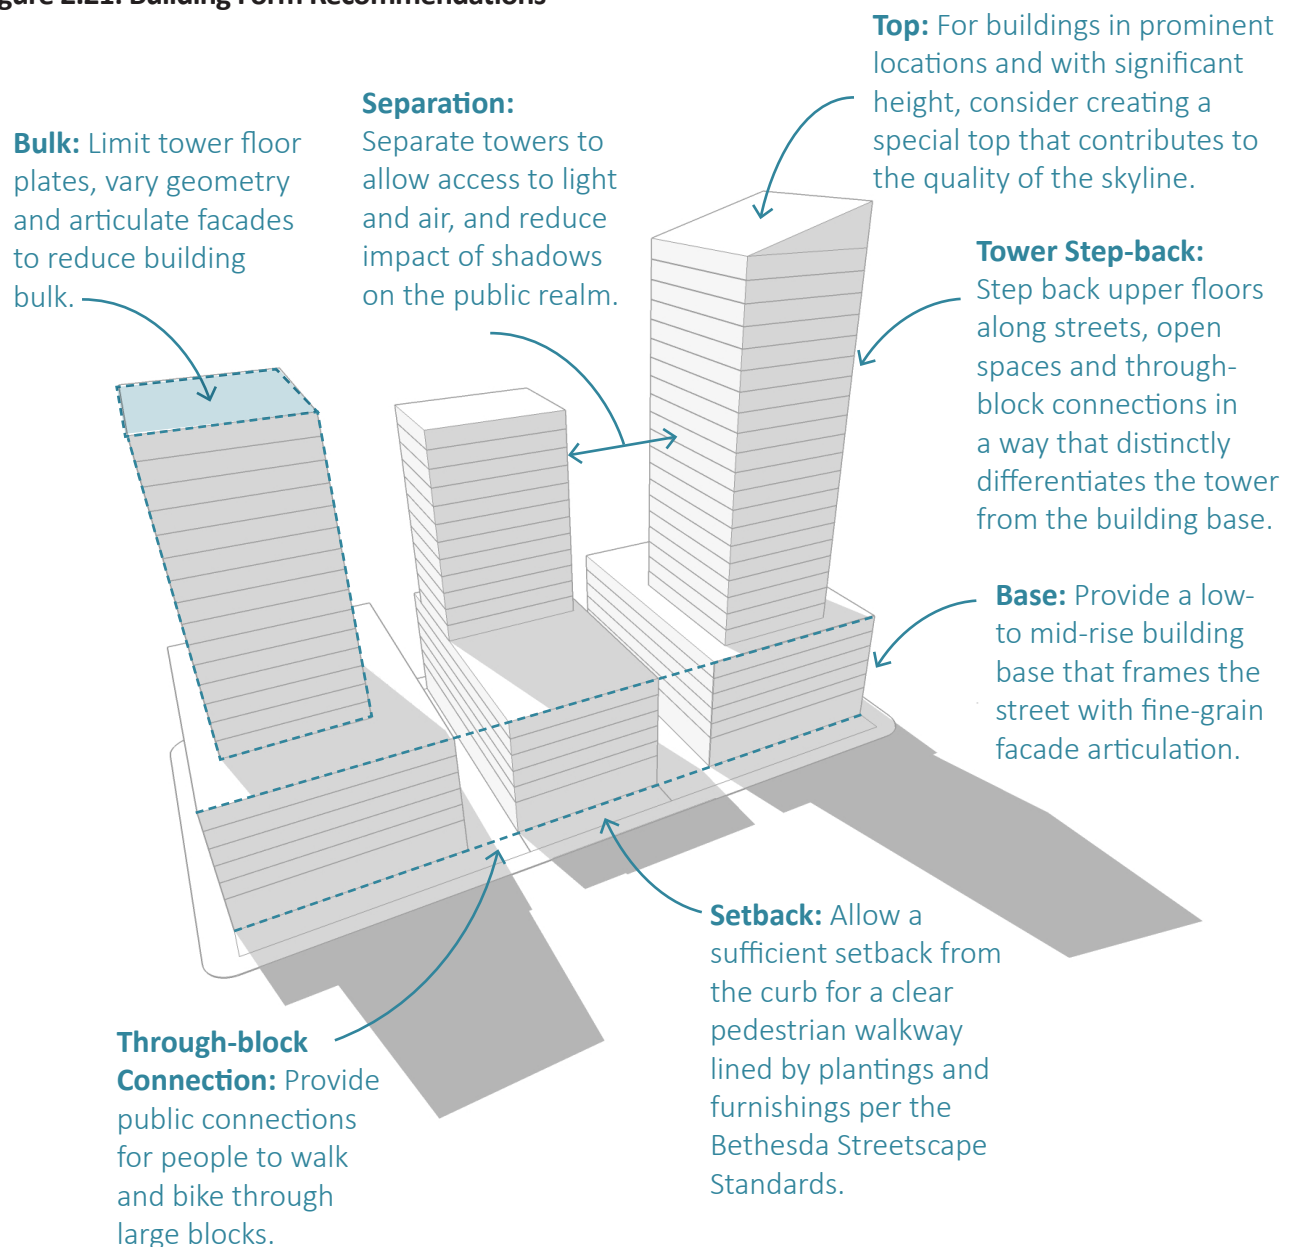 Figure 2.21: Building Form Recommendations
Top: For buildings in prominent
locations and with significant
height, consider creating a
special top that contributes to
the quality of the skyline.
Separation:
Separate towers to
allow access to light
and air, and reduce
impact of shadows
on the public realm.
Bulk: Limit tower floor
plates, vary geometry
and articulate facades
to reduce building
bulk.
Tower Step-back:
Step back upper floors
along streets, open
spaces and through-
block connections in
a way that distinctly
differentiates the tower
from the building base.
Base: Provide a low-
to mid-rise building
base that frames the
street with fine-grain
facade articulation.
Setback: Allow a
sufficient setback from
the curb for a clear
pedestrian walkway
lined by plantings and
furnishings per the
Bethesda Streetscape
Standards.
Through-block
Connection: Provide
public connections
for people to walk
and bike through
large blocks.